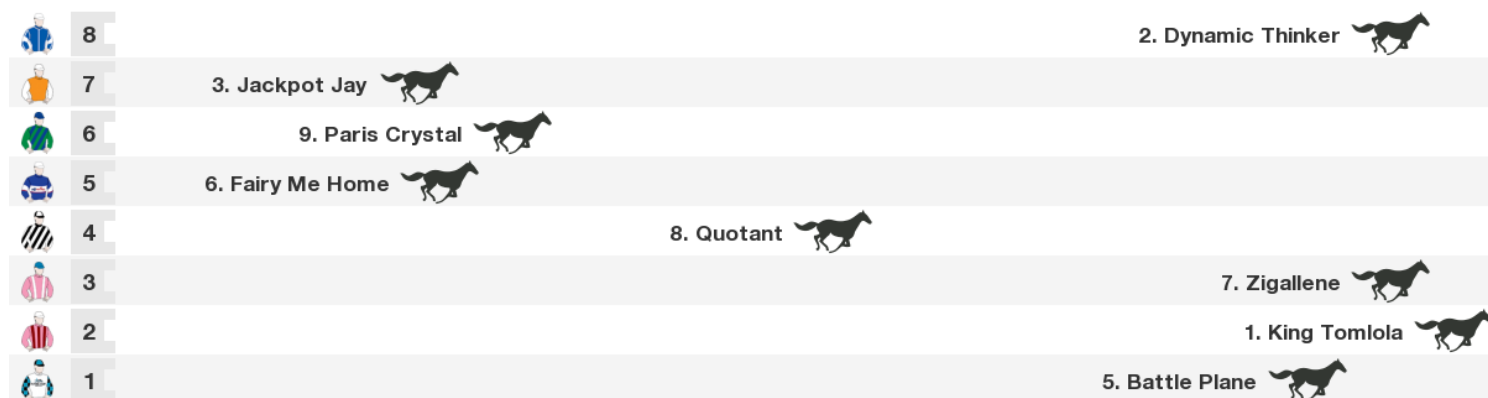 8 2. Dynamic Thinker
7 3. Jackpot Jay
6 9. Paris Crystal
5 6. Fairy Me Home
4 8. Quotant
3 7. Zigallene
2 1. King Tomlola
1 5. Battle Plane